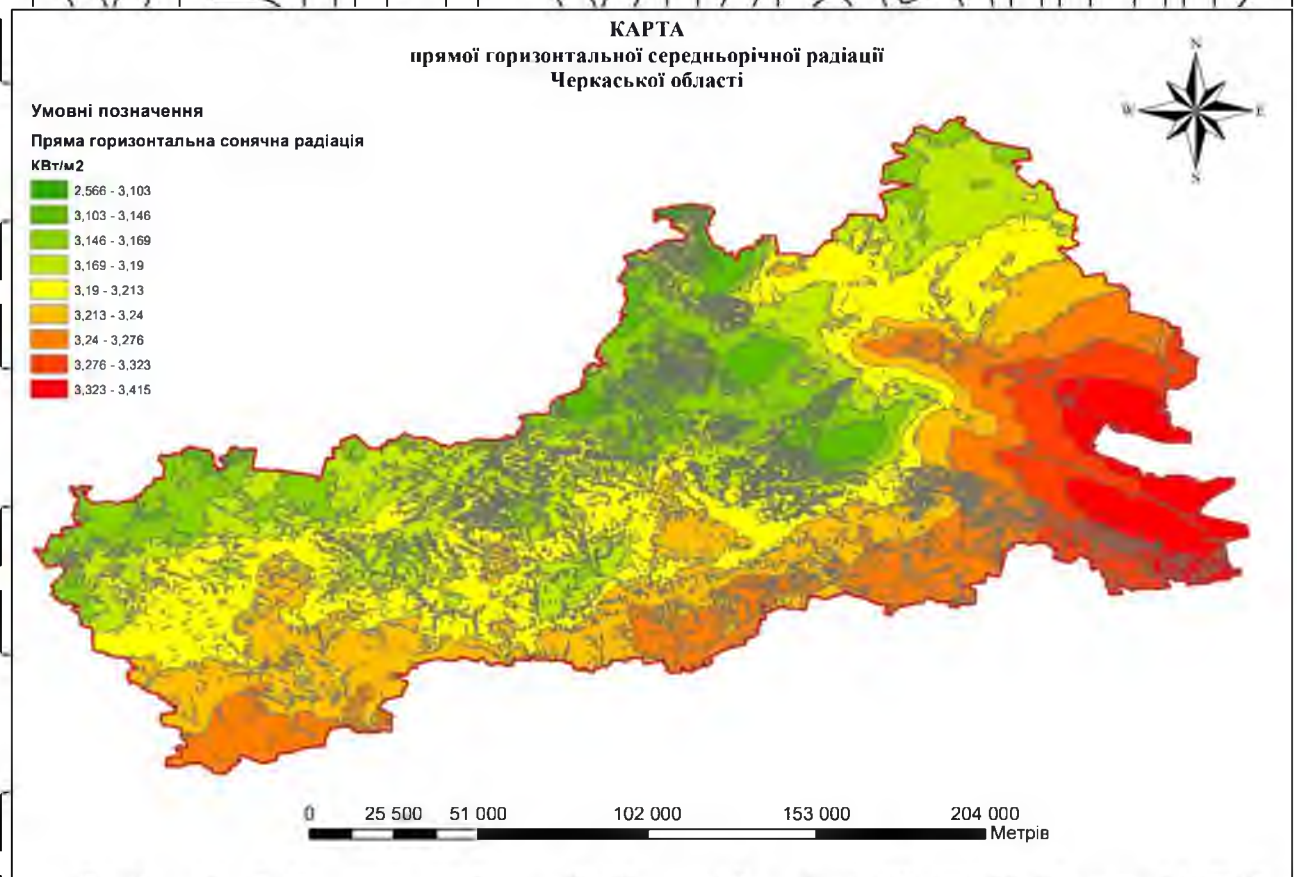 КАРТА
прямої горизонтальної середньорічної радіації
Черкаської області
N
W E
S
Умовні позначення
Пряма горизонтальна сонячна радіація
КВт/м2
2,566 - 3,103
3,103 - 3,146
3,146 - 3,169
3,169 - 3,19
3,19 - 3,213
3,213 - 3,24
3,24 - 3,276
3,276 - 3,323
3,323 - 3,415
0 25 500 51 000 102 000 153 000 204 000
Метрів